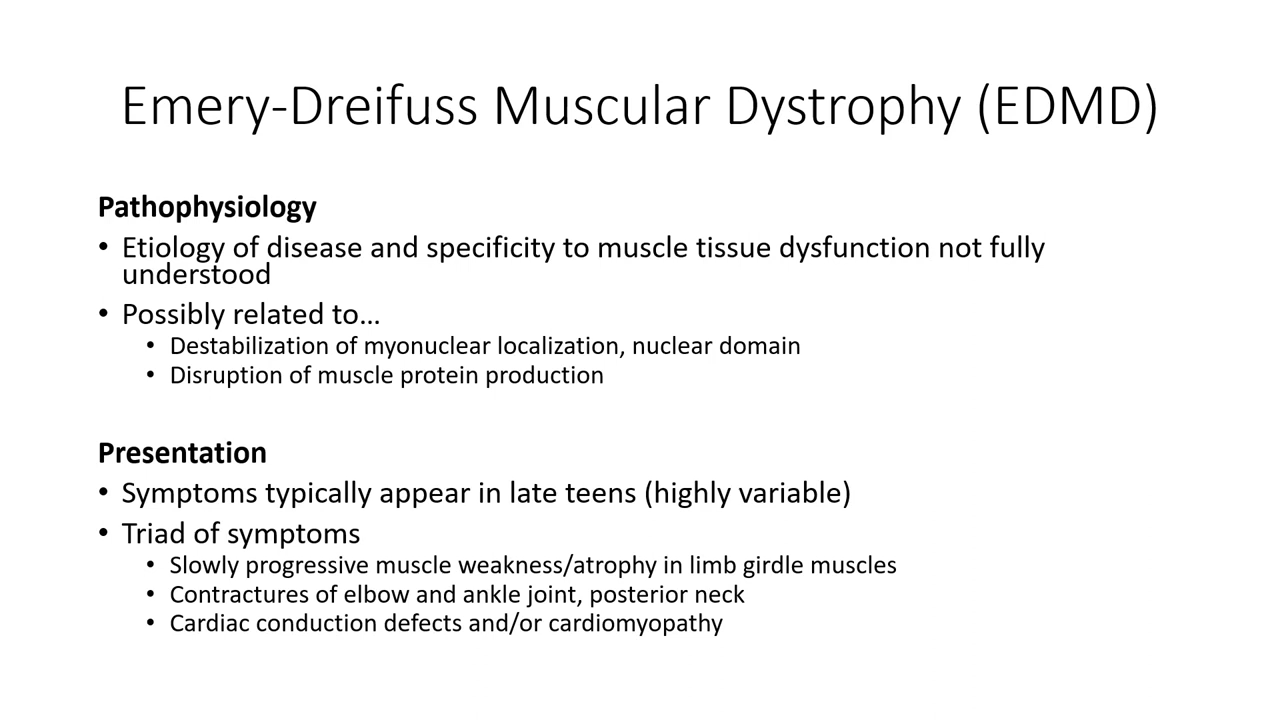 Emery-Dreifuss Muscular Dystrophy (EDMD)
Pathophysiology
• Etiology of disease and specificity to muscle tissue dysfunction not fully
understood
• Possibly related to…
• Destabilization of myonuclear localization, nuclear domain
• Disruption of muscle protein production
Presentation
• Symptoms typically appear in late teens (highly variable)
• Triad of symptoms
• Slowly progressive muscle weakness/atrophy in limb girdle muscles
• Contractures of elbow and ankle joint, posterior neck
• Cardiac conduction defects and/or cardiomyopathy